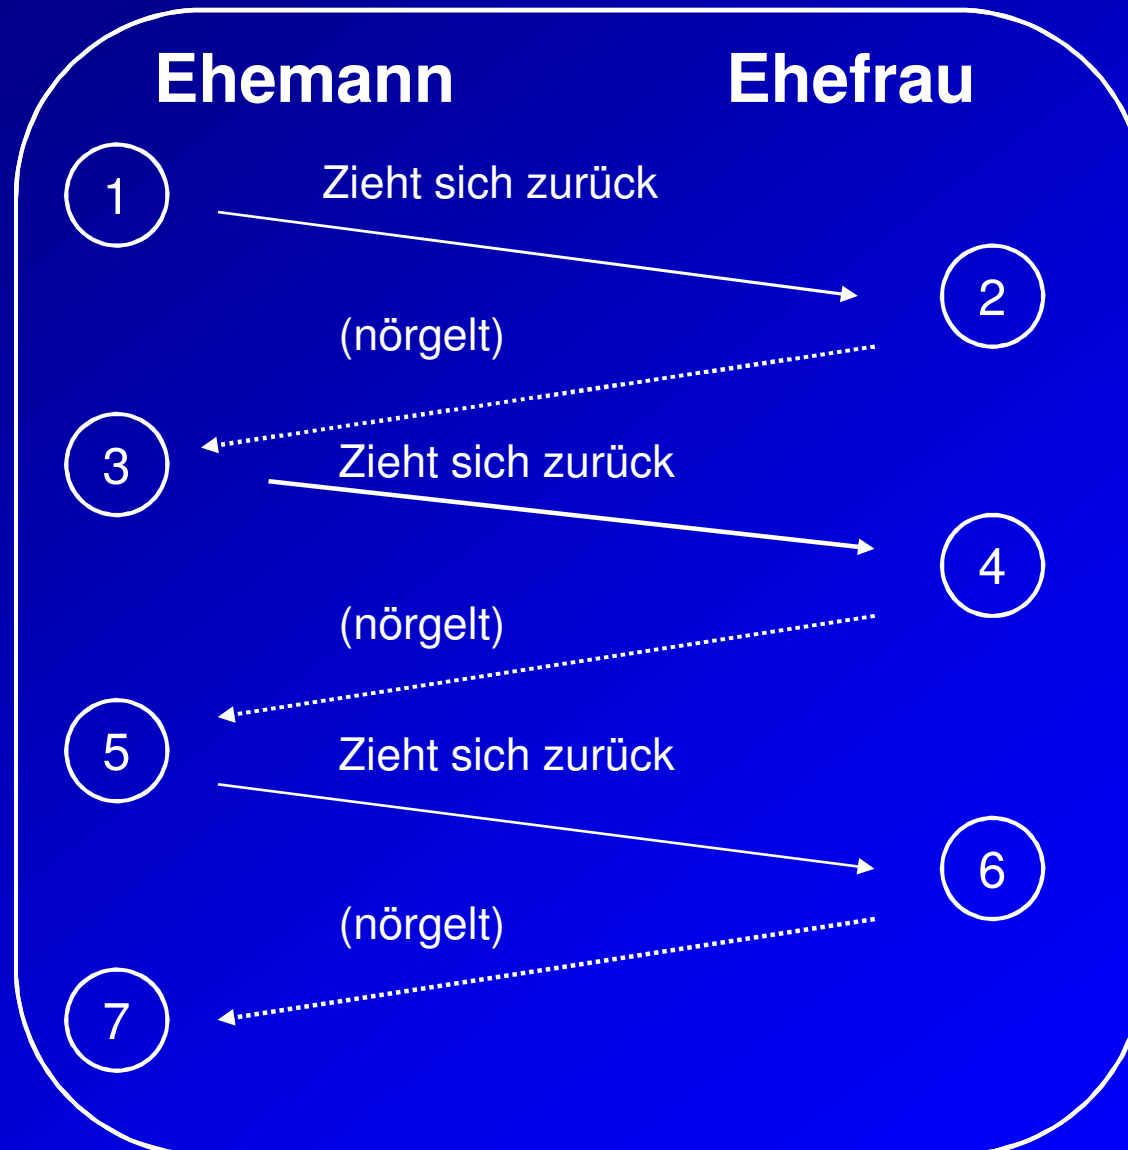 Ehemann Ehefrau
1 Zieht sich zurück
2
(nörgelt)
3 Zieht sich zurück
4
(nörgelt)
5 Zieht sich zurück
6
(nörgelt)
7